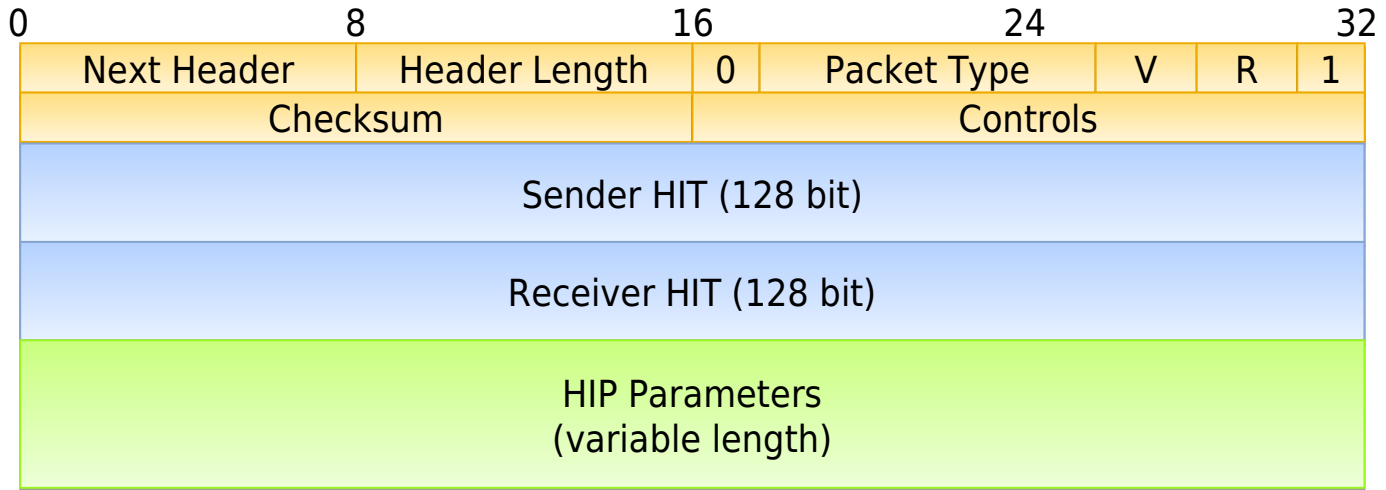 0 8 16 24 32
Next Header Header Length 0 Packet Type V R 1
Checksum Controls
Sender HIT (128 bit)
Receiver HIT (128 bit)
HIP Parameters
(variable length)